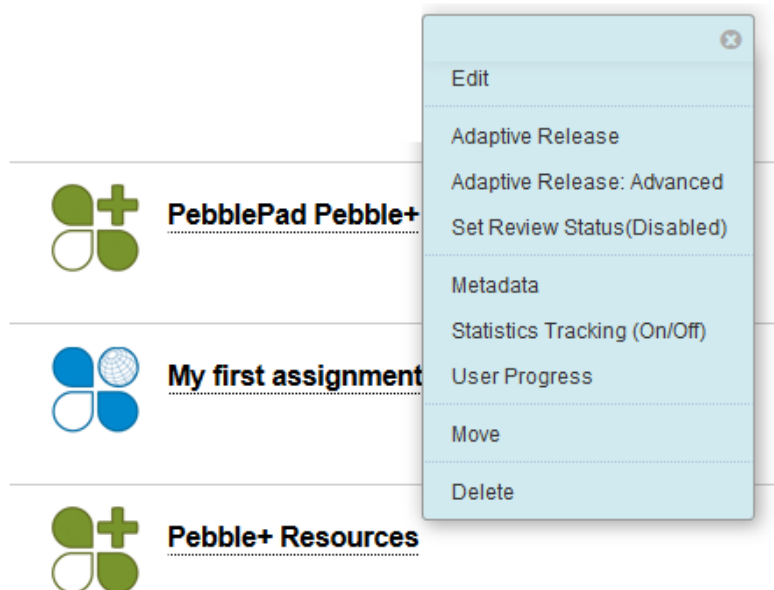 Edit
Adaptive Release
Adaptive Release: Advanced
Set Review Status(Disabled)
Metadata
Statistics Tracking (On/Off)
User Progress
Move
Delete
PebblePad Pebble+
My first assignment
Pebble+ Resources